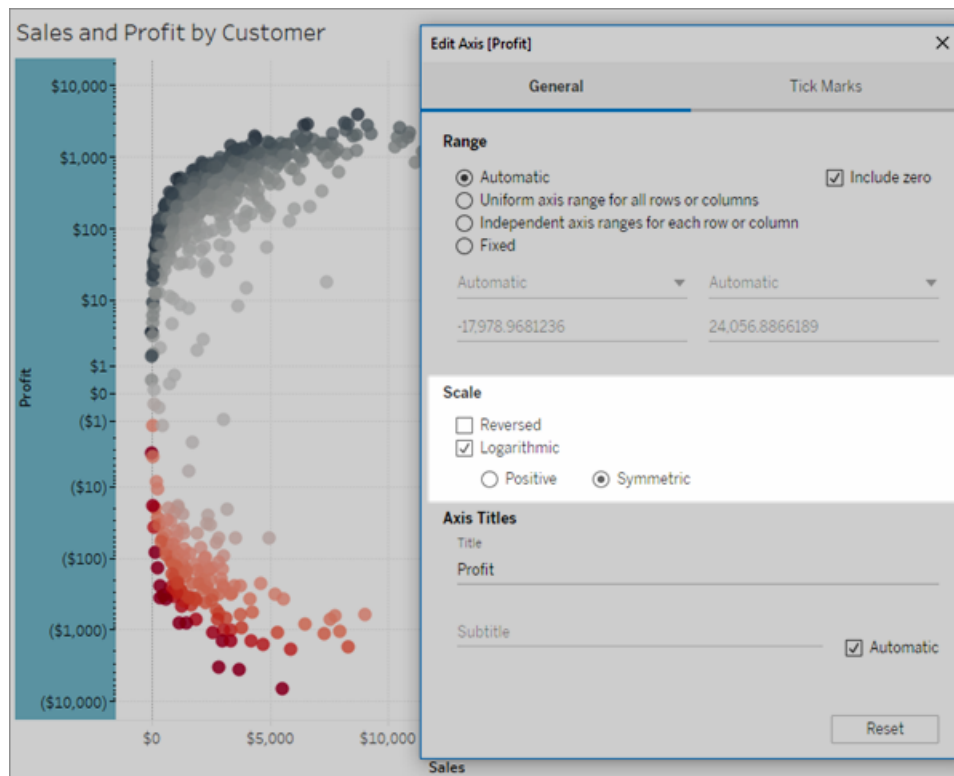 Sales and Profit by Customer
$10,000
$1,000
$100
$10
$1
$0
($1)
($10)
($100)
($1,000)
($10,000)
Profit
$0
$5,000
$10,000
Sales
Edit Axis [Profit]
General
Tick Marks
Range
Automatic
Include zero
Uniform axis range for all rows or columns
Independent axis ranges for each row or column
Fixed
Automatic
Automatic
-17,978.9681236
24,056.8866189
Scale
Reversed
Logarithmic
Positive
Symmetric
Axis Titles
Title
Profit
Subtitle
Automatic
Reset